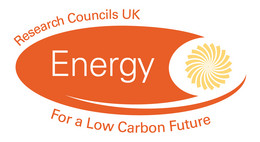 Research Councils UK
Energy
For a Low Carbon Future